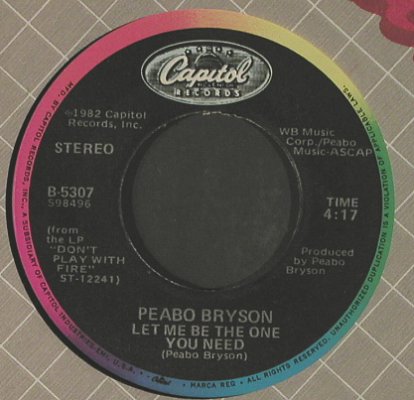 Capitol
RECORDS
℗1982 Capitol
Records, Inc.
STEREO
WB Music
Corp./Peabo
Music-ASCAP
B-5307
S98496
TIME
4:17
(from
the LP
"DON'T
PLAY WITH
FIRE"
ST-12241)
Produced
by Peabo
Bryson
PEABO BRYSON
LET ME BE THE ONE
YOU NEED
(Peabo Bryson)
MFD. BY CAPITOL RECORDS, INC., A SUBSIDIARY OF CAPITOL INDUSTRIES-EMI, U.S.A. • Capitol • MARCA REG. • ALL RIGHTS RESERVED. UNAUTHORIZED DUPLICATION IS A VIOLATION OF APPLICABLE LAWS.